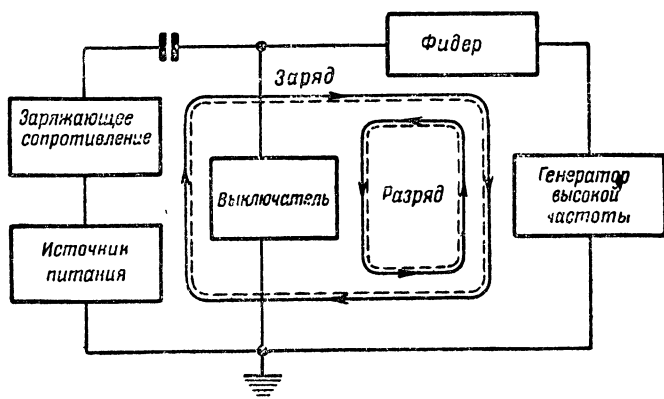 Фидер
Заряд
Заряжающее
сопротивление
Выключатель
Разряд
Генератор
высокой
частоты
Источник
питания